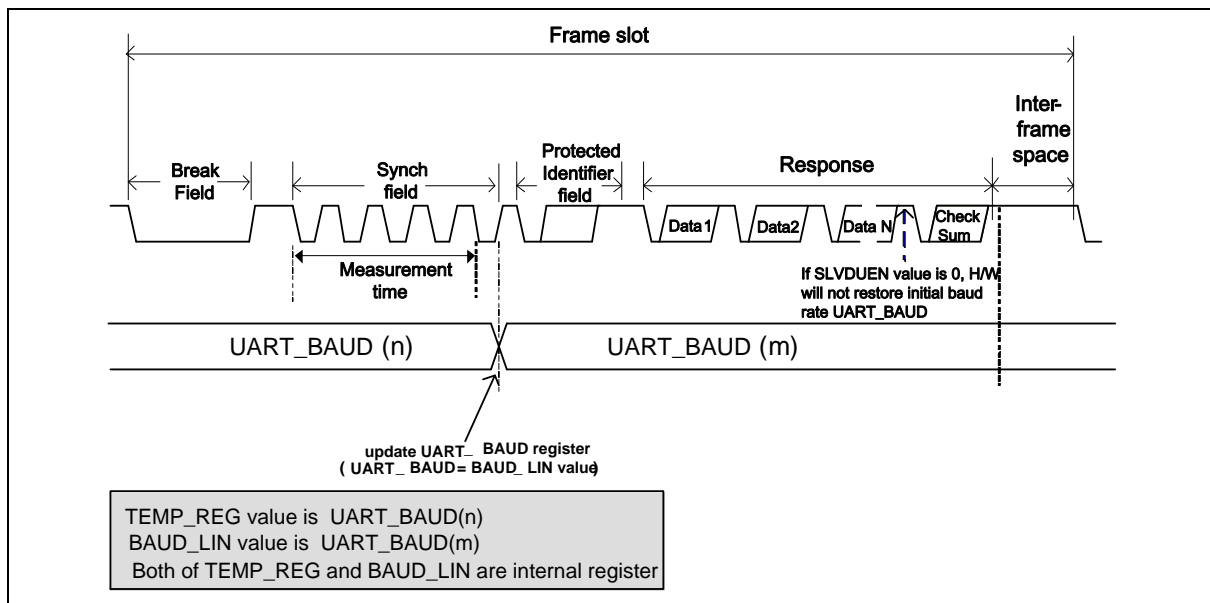 Frame slot
Inter-
frame
space
Break
Field
Synch
field
Protected
Identifier
field
Response
Data1
Data2
Data N
Check
Sum
Measurement
time
If SLVDUEN value is 0, H/W
will not restore initial baud
rate UART_BAUD
UART_BAUD (n)
UART_BAUD (m)
update UART_ BAUD register
( UART_ BAUD= BAUD_ LIN value)
TEMP_REG value is UART_BAUD(n)
BAUD_LIN value is UART_BAUD(m)
Both of TEMP_REG and BAUD_LIN are internal register